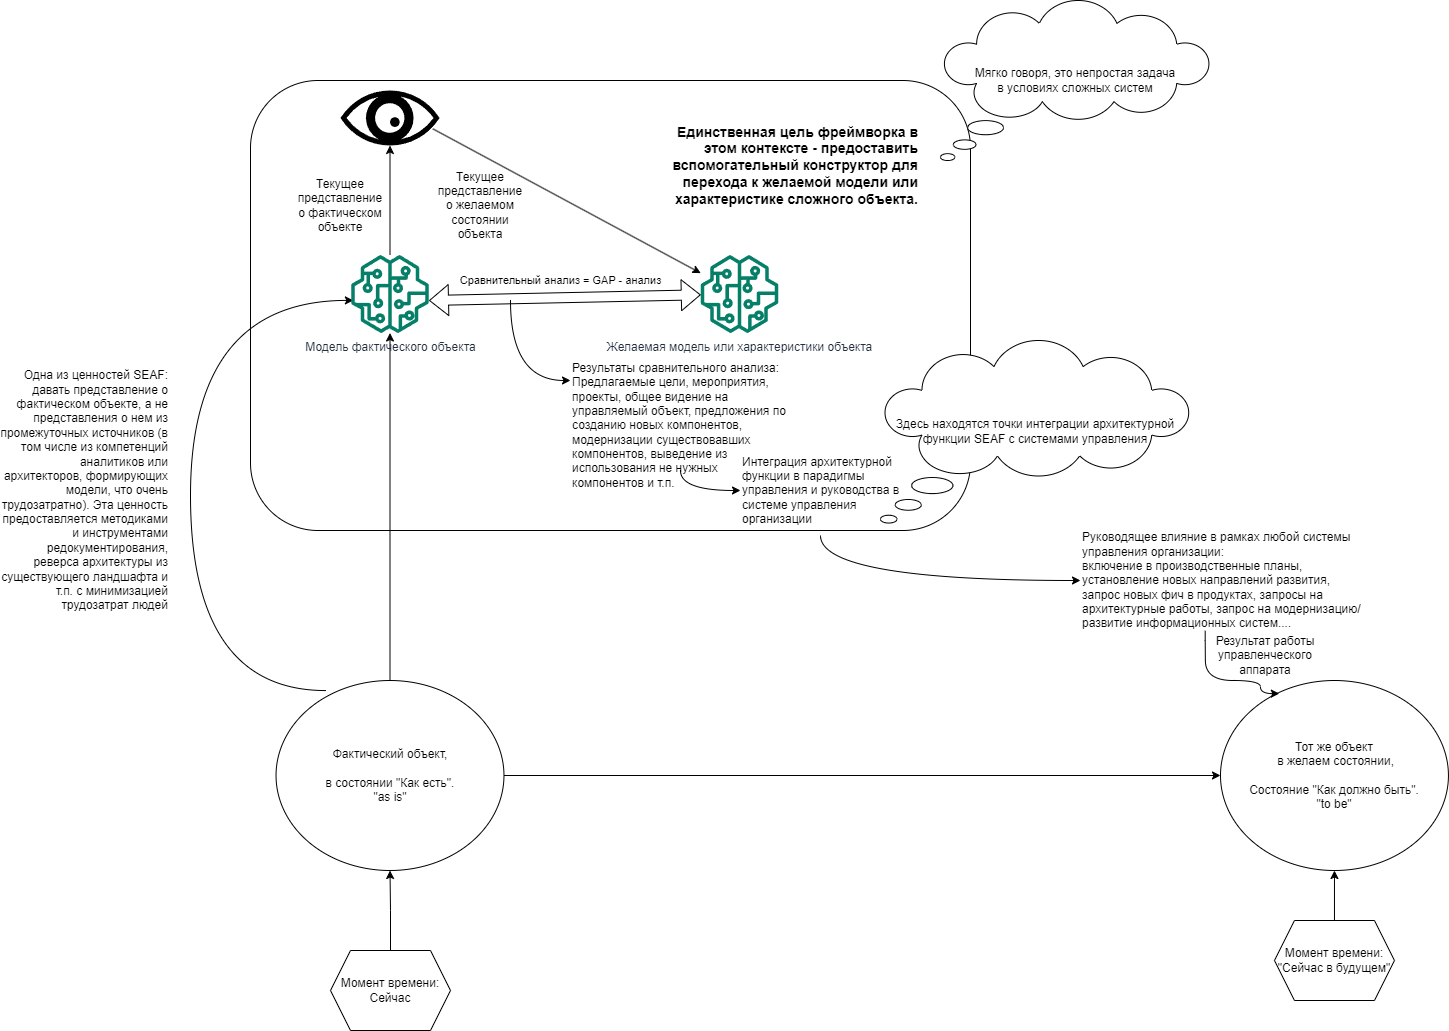 Мягко говоря, это непростая задача
в условиях сложных систем
Единственная цель фреймворка в
этом контексте - предоставить
вспомогательный конструктор для
перехода к желаемой модели или
характеристике сложного объекта.
Текущее
представление
о фактическом
объекте
Текущее
представление
о желаемом
состоянии
объекта
Сравнительный анализ = GAP - анализ
Модель фактического объекта
Желаемая модель или характеристики объекта
Результаты сравнительного анализа:
Предлагаемые цели, мероприятия,
проекты, общее видение на
управляемый объект, предложения по
созданию новых компонентов,
модернизации существовавших
компонентов, выведение из
использования не нужных
компонентов и т.п.
Интеграция архитектурной
функции в парадигмы
управления и руководства в
системе управления
организации
Здесь находятся точки интеграции архитектурной
функции SEAF с системами управления
Одна из ценностей SEAF:
давать представление о
фактическом объекте, а не
представления о нем из
промежуточных источников (в
том числе из компетенций
аналитиков или
архитекторов, формирующих
модели, что очень
трудозатратно). Эта ценность
предоставляется методиками
и инструментами
редокументирования,
реверса архитектуры из
существующего ландшафта и
т.п. с минимизацией
трудозатрат людей
Руководящее влияние в рамках любой системы
управления организации:
включение в производственные планы,
установление новых направлений развития,
запрос новых фич в продуктах, запросы на
архитектурные работы, запрос на модернизацию/
развитие информационных систем....
Результат работы
управленческого
аппарата
Фактический объект,
в состоянии "Как есть".
"as is"
Тот же объект
в желаем состоянии,
Состояние "Как должно быть".
"to be"
Момент времени:
Сейчас
Момент времени:
"Сейчас в будущем"